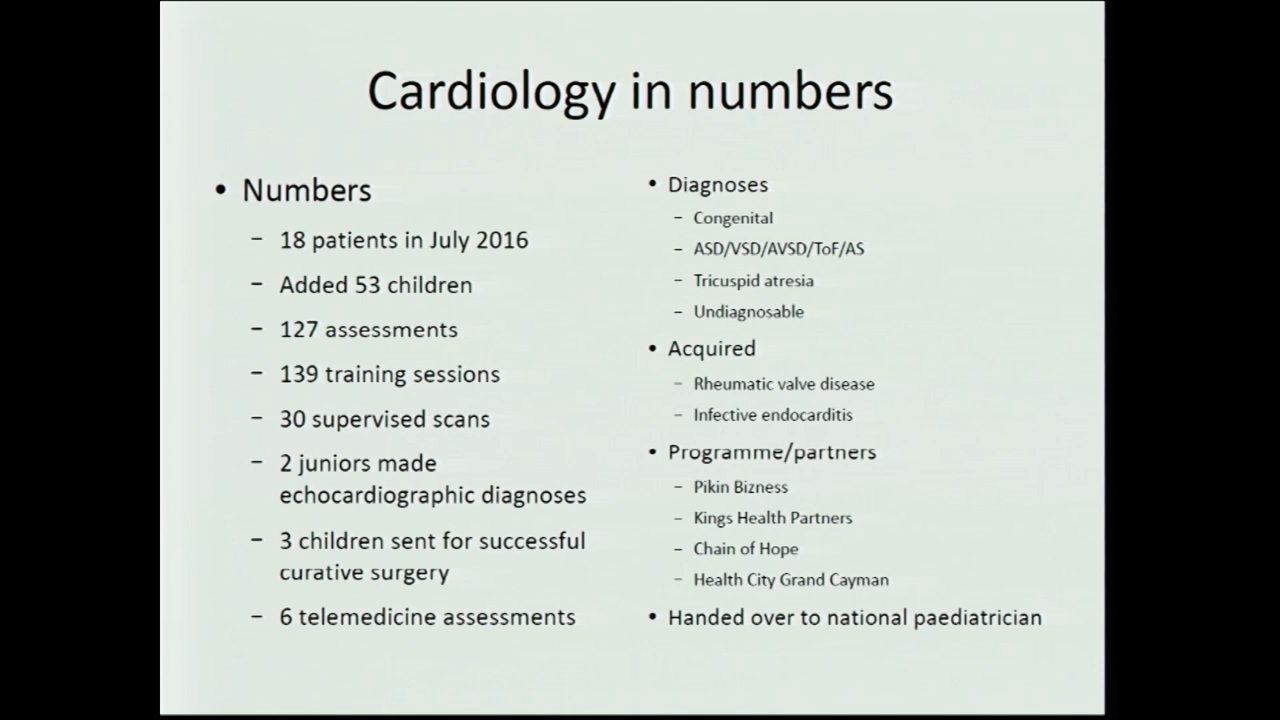 Cardiology in numbers
• Numbers
– 18 patients in July 2016
– Added 53 children
– 127 assessments
– 139 training sessions
– 30 supervised scans
– 2 juniors made
echocardiographic diagnoses
– 3 children sent for successful
curative surgery
– 6 telemedicine assessments
• Diagnoses
– Congenital
– ASD/VSD/AVSD/ToF/AS
– Tricuspid atresia
– Undiagnosable
• Acquired
– Rheumatic valve disease
– Infective endocarditis
• Programme/partners
– Pikin Bizness
– Kings Health Partners
– Chain of Hope
– Health City Grand Cayman
• Handed over to national paediatrician